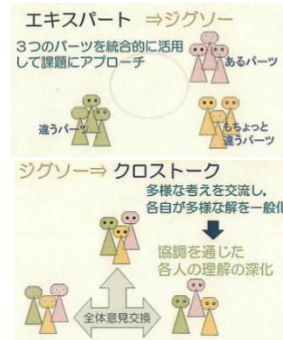 エキスパート ⇒ジグソー
3つのパーツを統合的に活用
して課題にアプローチ
あるパーツ
違うパーツ
もちょっと
違うパーツ
ジグソー⇒ クロストーク
多様な考えを交流し，
各自が多様な解を一般化
協調を通じた
各人の理解の深化
全体意見交換